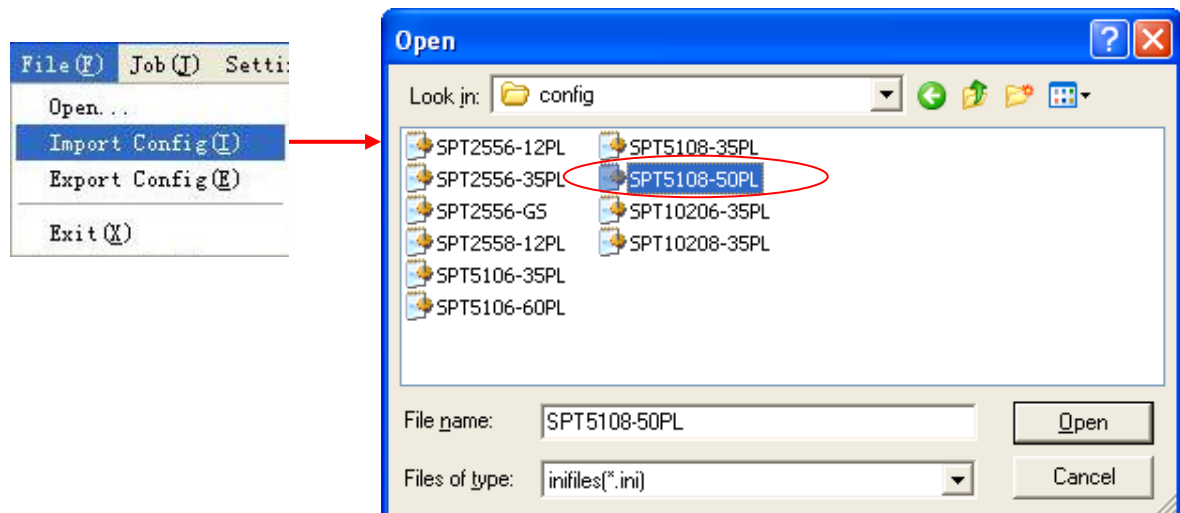 File(F) Job(J) Setti
Open...
Import Config(I)
Export Config(E)
Exit(X)
Open
Look in: config
SPT2556-12PL SPT5108-35PL
SPT2556-35PL SPT5108-50PL
SPT2556-GS SPT10206-35PL
SPT2558-12PL SPT10208-35PL
SPT5106-35PL
SPT5106-60PL
File name: SPT5108-50PL Open
Files of type: inifiles(*.ini) Cancel